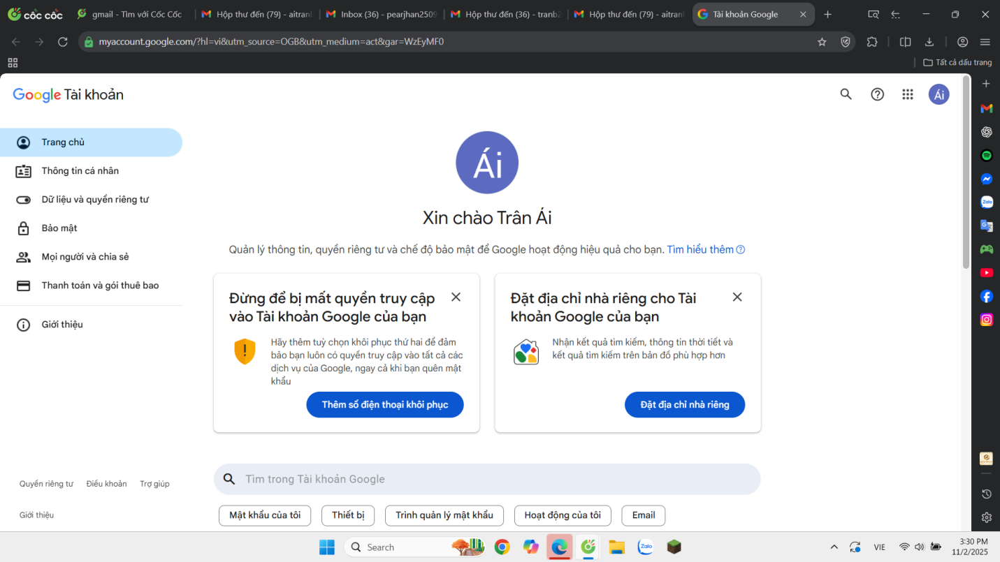 cốc cốc
gmail - Tìm với Cốc Cốc
Hộp thư đến (79) - aitran
Inbox (36) - pearjhan2509
Hộp thư đến (36) - tranb2
Hộp thư đến (79) - aitran
Tài khoản Google
myaccount.google.com/?hl=vi&utm_source=OGB&utm_medium=act&gar=WzEyMF0
Tất cả dấu trang
Google Tài khoản
Ái
Trang chủ
Thông tin cá nhân
Dữ liệu và quyền riêng tư
Bảo mật
Mọi người và chia sẻ
Thanh toán và gói thuê bao
Giới thiệu
Ái
Xin chào Trân Ái
Quản lý thông tin, quyền riêng tư và chế độ bảo mật để Google hoạt động hiệu quả cho bạn. Tìm hiểu thêm
Đừng để bị mất quyền truy cập
vào Tài khoản Google của bạn
Hãy thêm tuỳ chọn khôi phục thứ hai để đảm
bảo bạn luôn có quyền truy cập vào tất cả các
dịch vụ của Google, ngay cả khi bạn quên mật
khẩu
Thêm số điện thoại khôi phục
Đặt địa chỉ nhà riêng cho Tài
khoản Google của bạn
Nhận kết quả tìm kiếm, thông tin thời tiết và
kết quả tìm kiếm trên bản đồ phù hợp hơn
Đặt địa chỉ nhà riêng
Tìm trong Tài khoản Google
Mật khẩu của tôi
Thiết bị
Trình quản lý mật khẩu
Hoạt động của tôi
Email
Quyền riêng tư
Điều khoản
Trợ giúp
Giới thiệu
Zalo
Search
Zalo
VIE
3:30 PM
11/2/2025